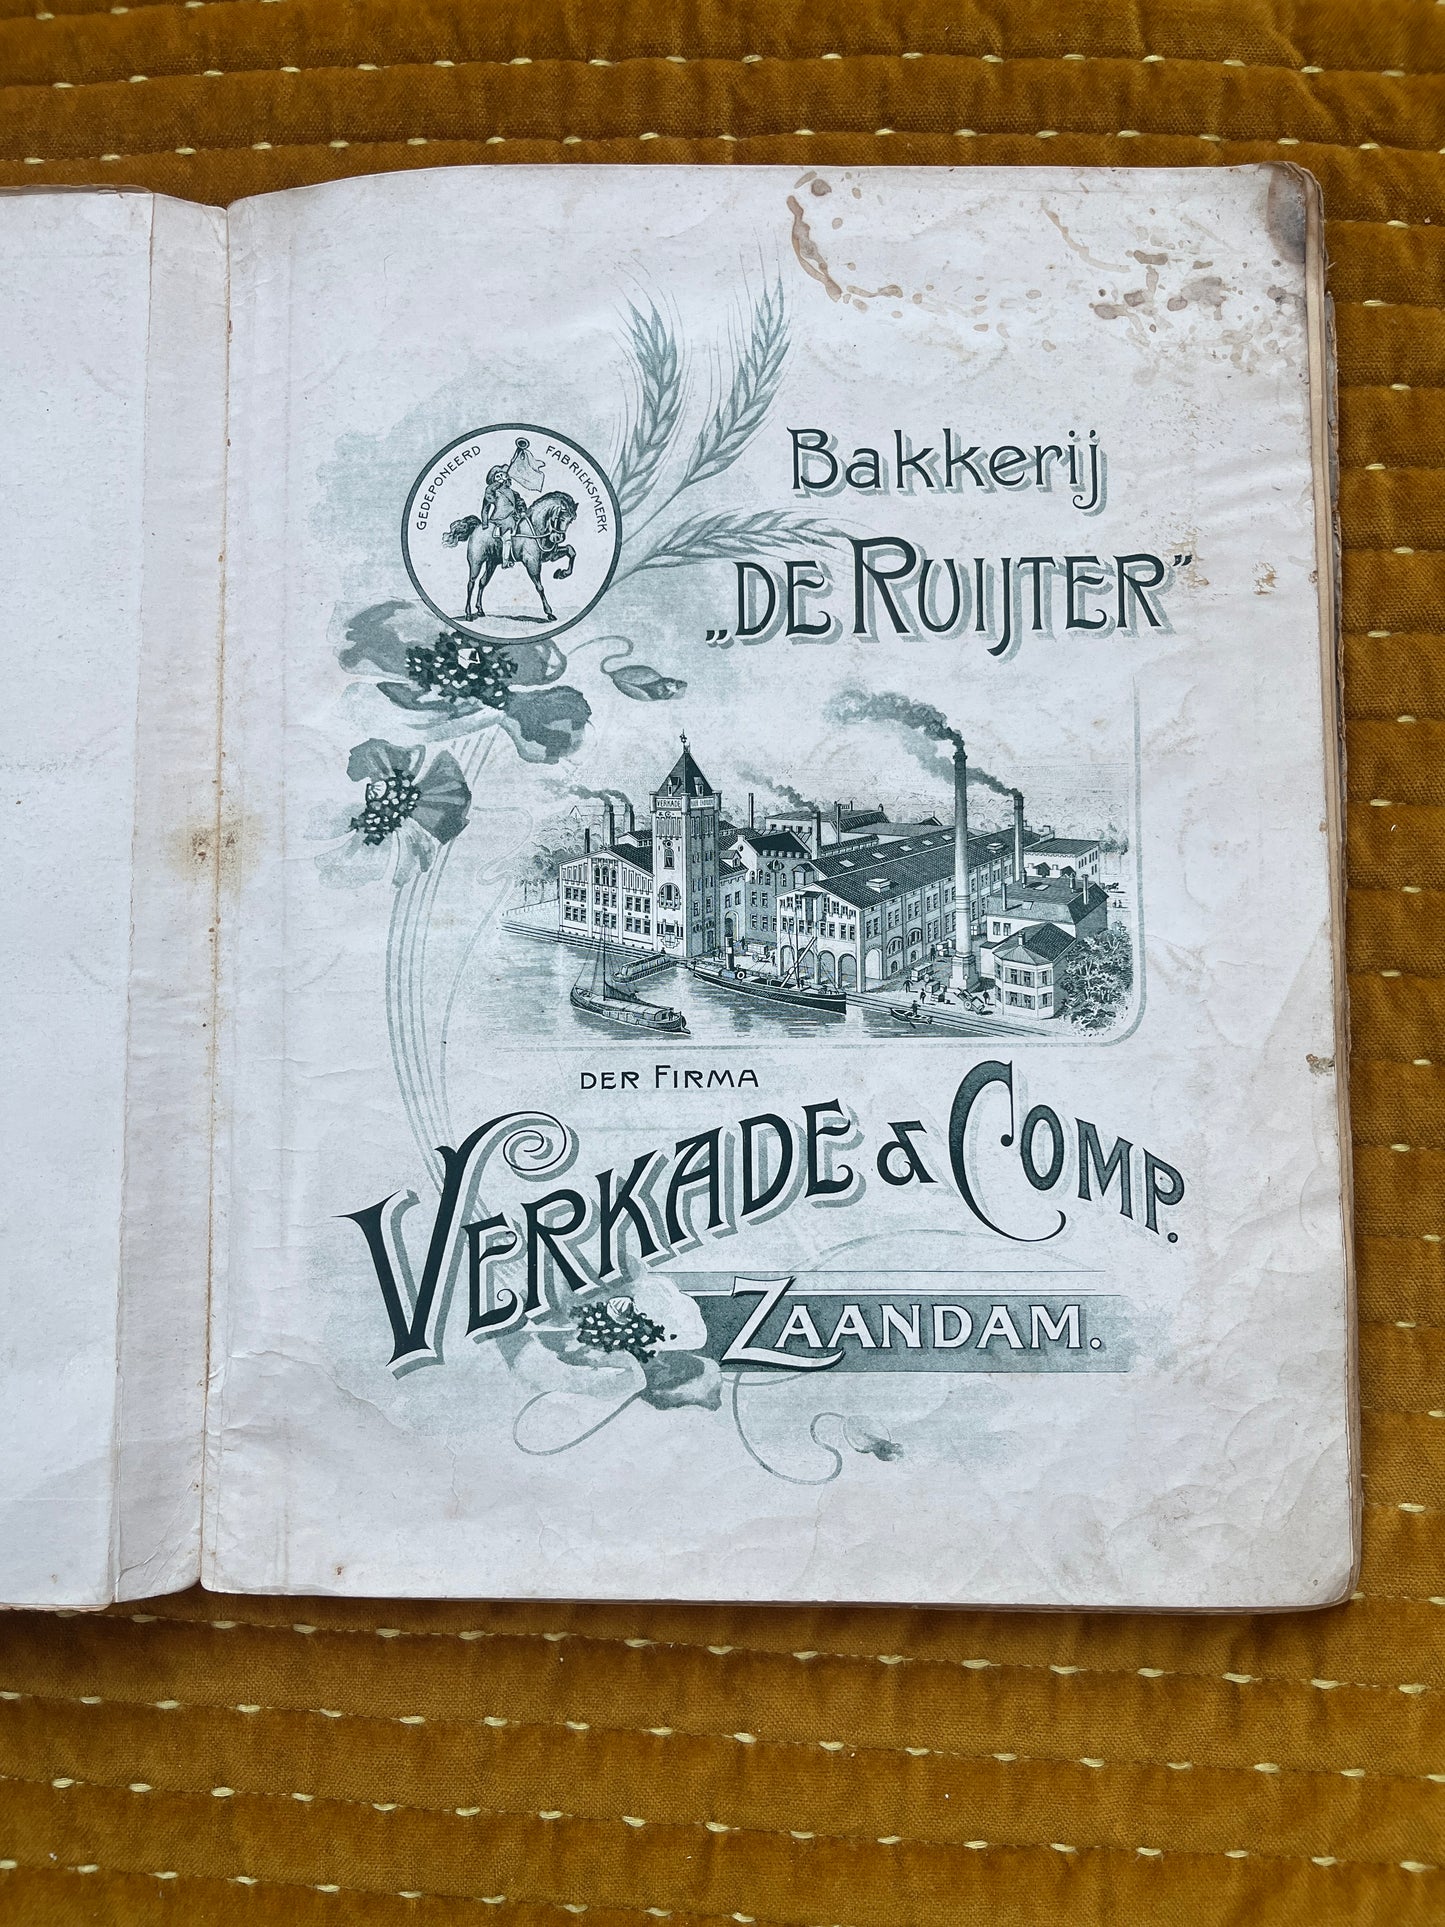 GEDEPONEERD FABRIEKSMERK
Bakkerij
„DE RUIJTER”
VERKADE
& C.
DER FIRMA
VERKADE & COMP.
ZAANDAM.